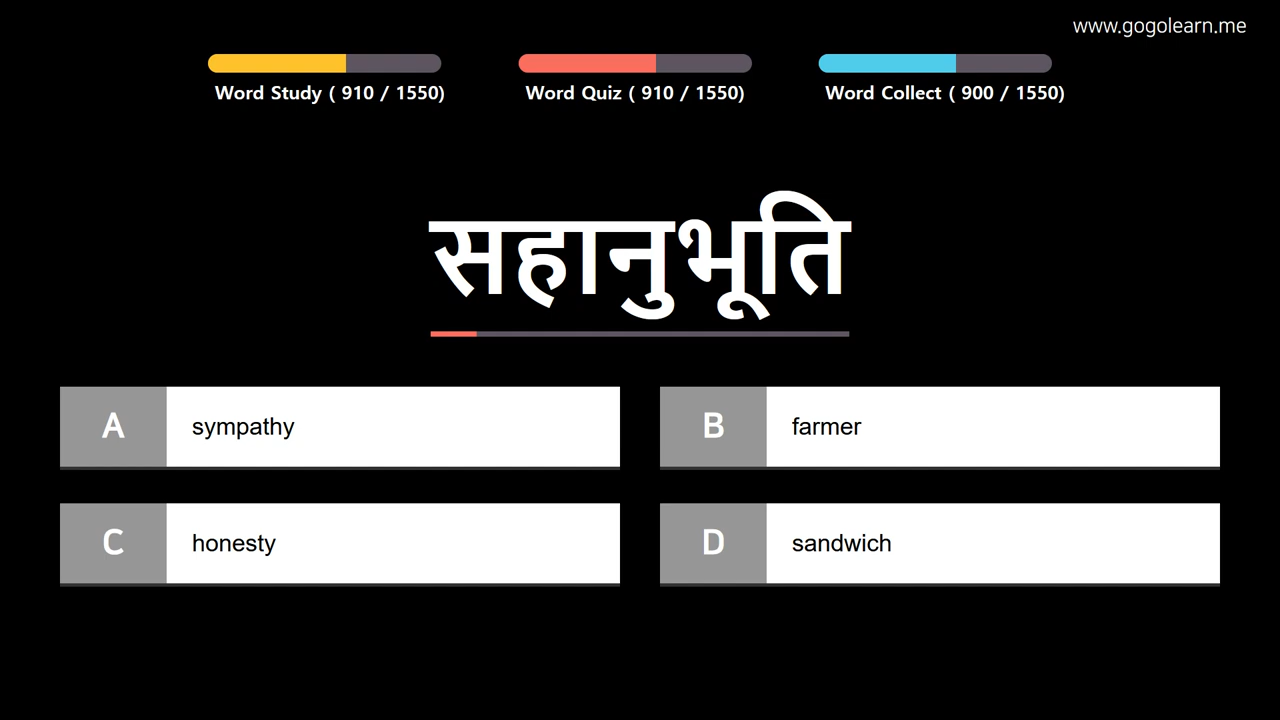 www.gogolearn.me
Word Study ( 910 / 1550)
Word Quiz ( 910 / 1550)
Word Collect ( 900 / 1550)
सहानुभूति
A sympathy
B farmer
C honesty
D sandwich